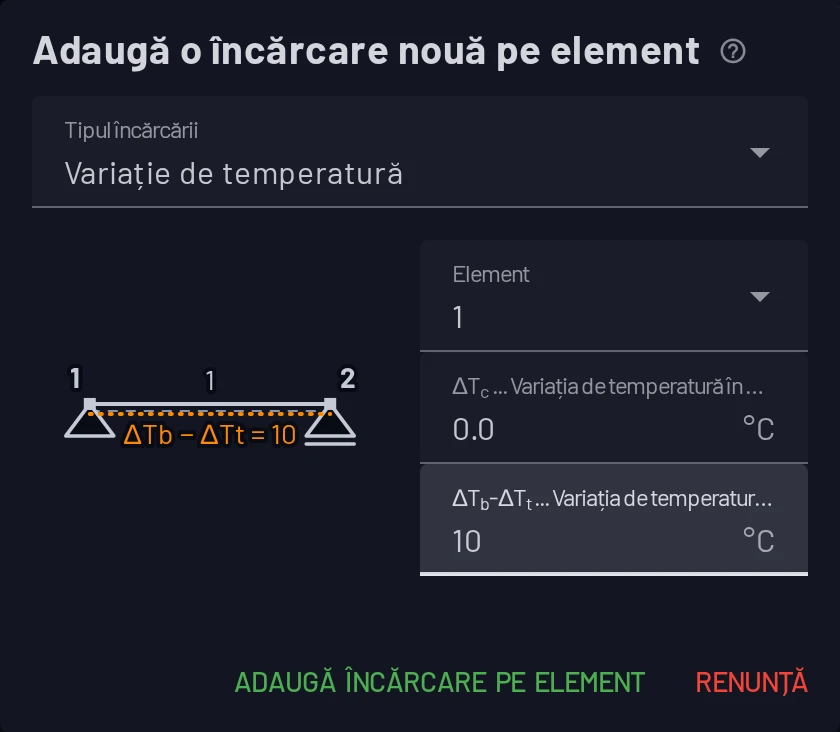 Adaugă o încărcare nouă pe element ?
Tipul încărcării
Variație de temperatură
Element
1
1 1 2
ΔTb - ΔTt = 10
ΔTc ... Variația de temperatură în ...
0.0 °C
ΔTb-ΔTt ... Variația de temperatur...
10 °C
ADAUGĂ ÎNCĂRCARE PE ELEMENT RENUNȚĂ